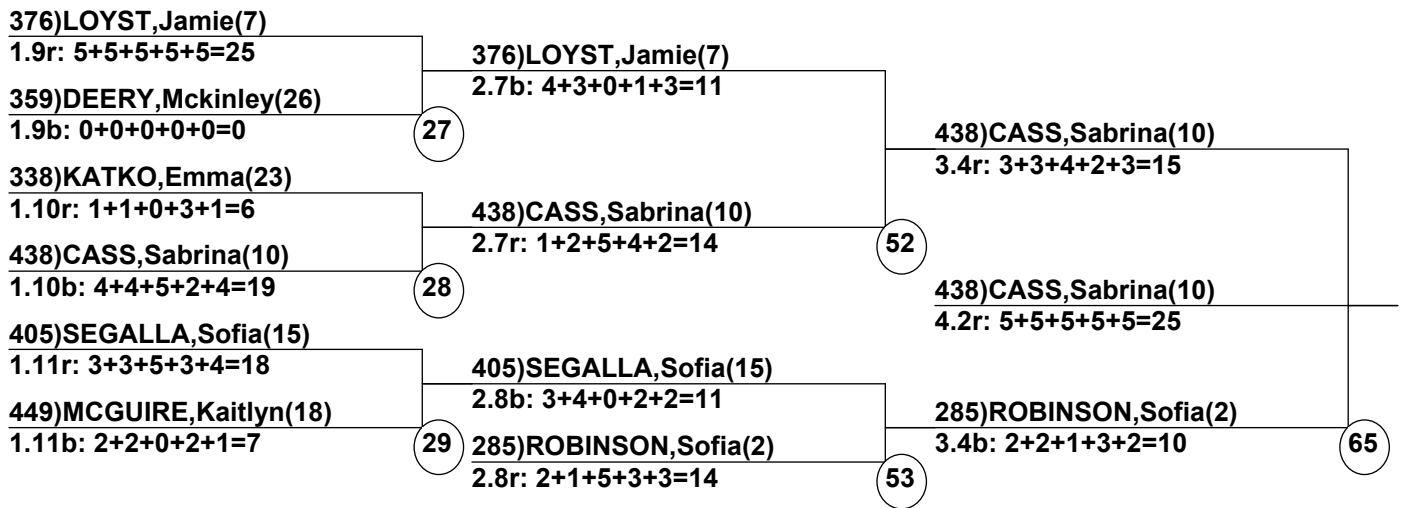 376)LOYST,Jamie(7)
1.9r: 5+5+5+5+5=25
359)DEERY,Mckinley(26)
1.9b: 0+0+0+0+0=0
27
338)KATKO,Emma(23)
1.10r: 1+1+0+3+1=6
438)CASS,Sabrina(10)
1.10b: 4+4+5+2+4=19
28
405)SEGALLA,Sofia(15)
1.11r: 3+3+5+3+4=18
449)MCGUIRE,Kaitlyn(18)
1.11b: 2+2+0+2+1=7
29
376)LOYST,Jamie(7)
2.7b: 4+3+0+1+3=11
438)CASS,Sabrina(10)
2.7r: 1+2+5+4+2=14
52
405)SEGALLA,Sofia(15)
2.8b: 3+4+0+2+2=11
285)ROBINSON,Sofia(2)
2.8r: 2+1+5+3+3=14
53
438)CASS,Sabrina(10)
3.4r: 3+3+4+2+3=15
438)CASS,Sabrina(10)
4.2r: 5+5+5+5+5=25
285)ROBINSON,Sofia(2)
3.4b: 2+2+1+3+2=10
65